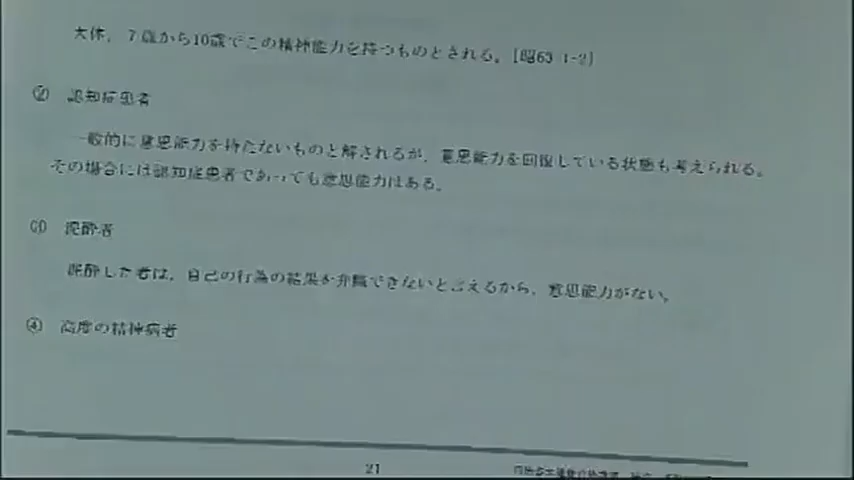 大体，７歳から10歳でこの精神能力を持つものとされる。［昭63-1-2］
② 認知症患者
一般的に意思能力を持たないものと解されるが，意思能力を回復している状態も考えられる。
その場合には認知症患者であっても意思能力はある。
③ 泥酔者
泥酔した者は，自己の行為の結果を弁識できないと言えるから，意思能力がない。
④ 高度の精神病者
21